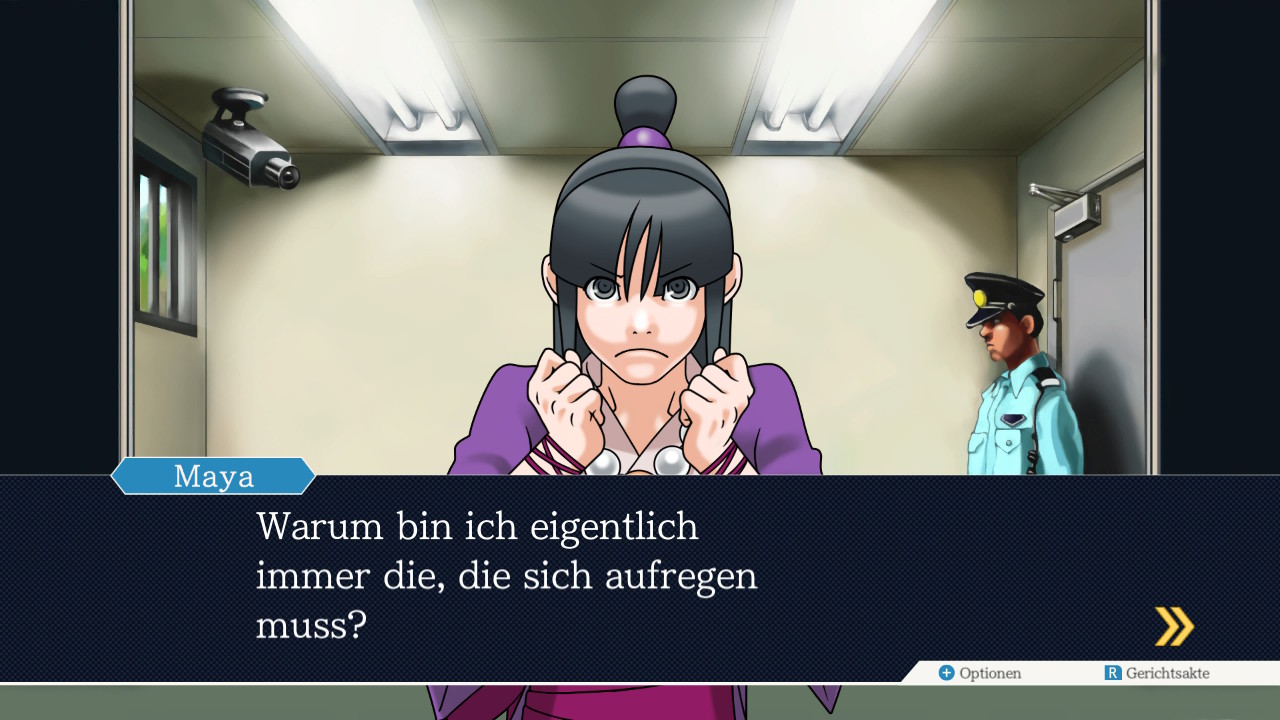 Maya
Warum bin ich eigentlich
immer die, die sich aufregen
muss?
+ Optionen
R Gerichtsakte